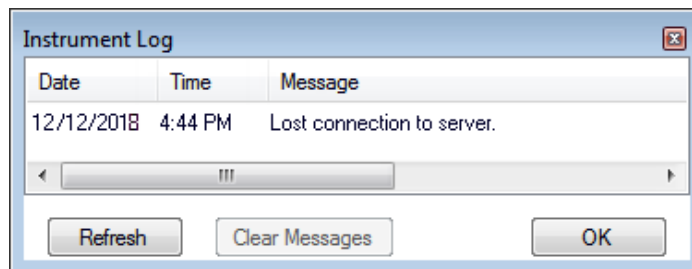 Instrument Log
Date Time Message
12/12/2018 4:44 PM Lost connection to server.
Refresh Clear Messages OK